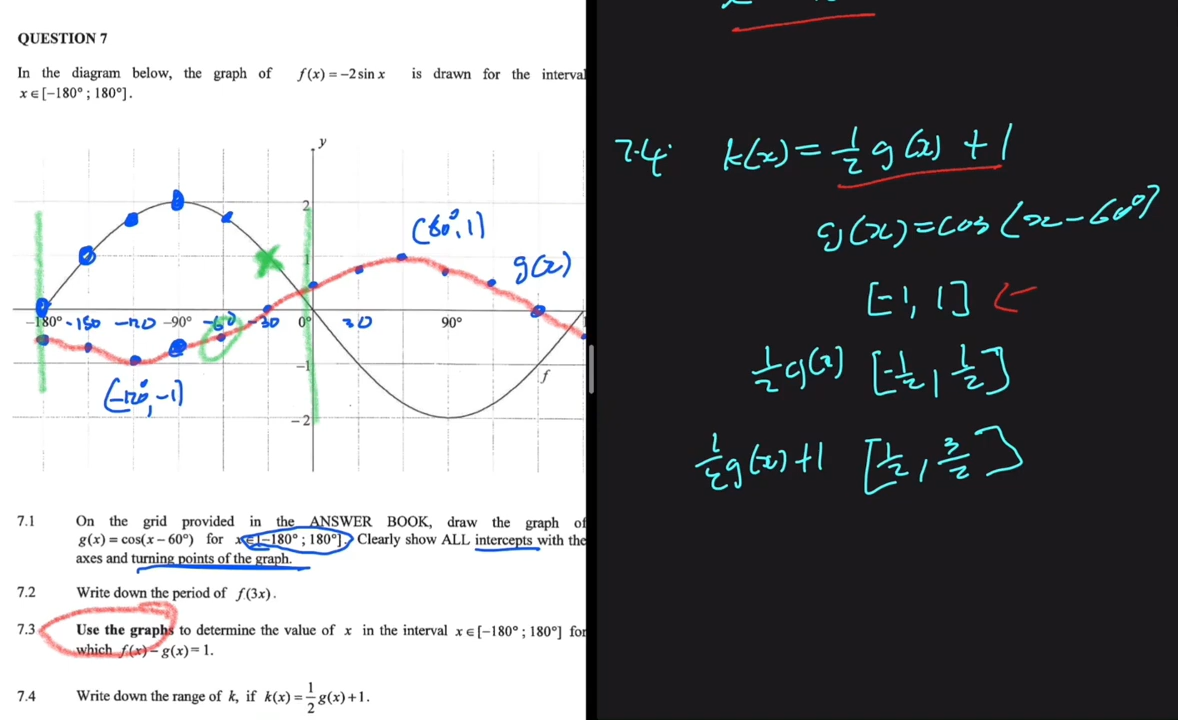 QUESTION 7
In the diagram below, the graph of f(x) = −2 sin x is drawn for the interval
x ∈ [−180° ; 180°].
y
2
(60°, 1)
1
g(x)
−180° -150 -120 −90° -60 -30 0° 30 90°
−1
f
(-120°, -1)
−2
7.1 On the grid provided in the ANSWER BOOK, draw the graph of
g(x) = cos(x − 60°) for x ∈ [−180° ; 180°]. Clearly show ALL intercepts with the
axes and turning points of the graph.
7.2 Write down the period of f(3x).
7.3 Use the graphs to determine the value of x in the interval x ∈ [−180° ; 180°] for
which f(x) − g(x) = 1.
7.4 Write down the range of k, if k(x) = 1/2 g(x) + 1.
7.4. k(x) = 1/2 g(x) + 1
g(x) = cos(x - 60°)
[-1, 1] ←
1/2 g(x) [-1/2, 1/2]
1/2 g(x) + 1 [1/2, 3/2]